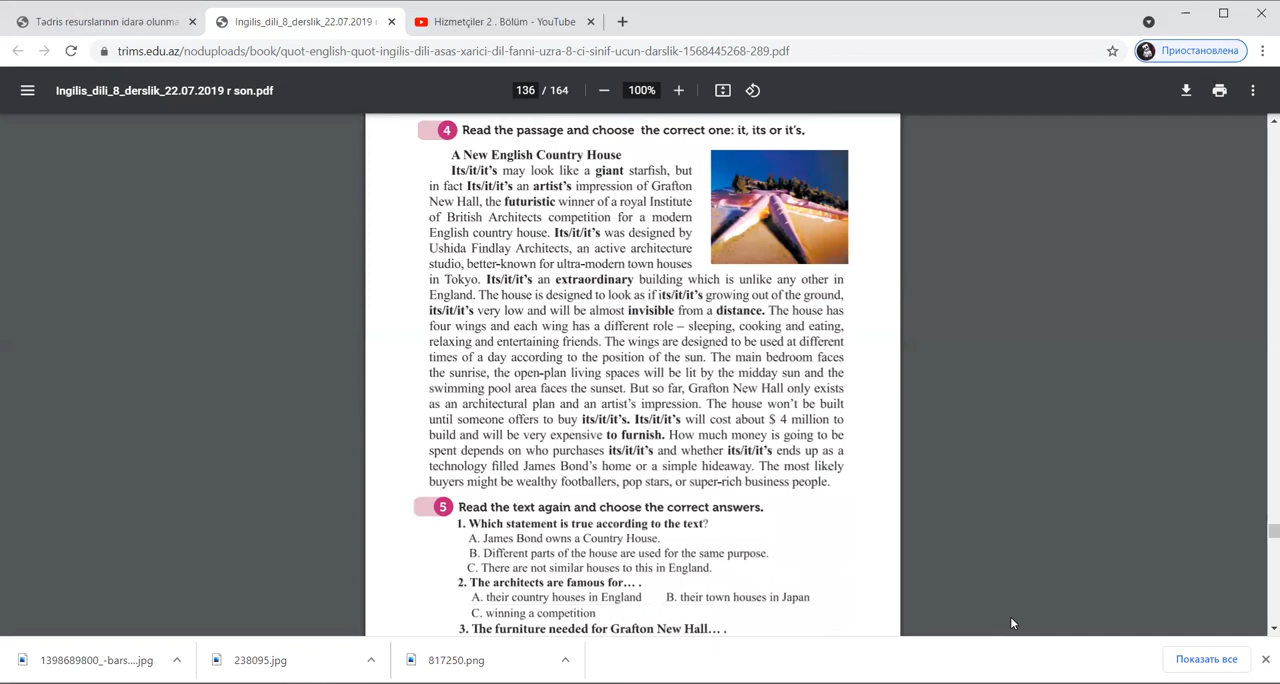 Tədris resurslarının idarə olunma
Ingilis_dili_8_derslik_22.07.2019 r
Hizmetçiler 2 . Bölüm - YouTube
trims.edu.az/noduploads/book/quot-english-quot-ingilis-dili-asas-xarici-dil-fanni-uzra-8-ci-sinif-ucun-darslik-1568445268-289.pdf
Приостановлена
Ingilis_dili_8_derslik_22.07.2019 r son.pdf
136 / 164
100%
4 Read the passage and choose the correct one: it, its or it's.
A New English Country House
Its/it/it's may look like a giant starfish, but
in fact Its/it/it's an artist's impression of Grafton
New Hall, the futuristic winner of a royal Institute
of British Architects competition for a modern
English country house. Its/it/it's was designed by
Ushida Findlay Architects, an active architecture
studio, better-known for ultra-modern town houses
in Tokyo. Its/it/it's an extraordinary building which is unlike any other in
England. The house is designed to look as if its/it/it's growing out of the ground,
its/it/it's very low and will be almost invisible from a distance. The house has
four wings and each wing has a different role – sleeping, cooking and eating,
relaxing and entertaining friends. The wings are designed to be used at different
times of a day according to the position of the sun. The main bedroom faces
the sunrise, the open-plan living spaces will be lit by the midday sun and the
swimming pool area faces the sunset. But so far, Grafton New Hall only exists
as an architectural plan and an artist's impression. The house won't be built
until someone offers to buy its/it/it's. Its/it/it's will cost about $ 4 million to
build and will be very expensive to furnish. How much money is going to be
spent depends on who purchases its/it/it's and whether its/it/it's ends up as a
technology filled James Bond's home or a simple hideaway. The most likely
buyers might be wealthy footballers, pop stars, or super-rich business people.
5 Read the text again and choose the correct answers.
1. Which statement is true according to the text?
A. James Bond owns a Country House.
B. Different parts of the house are used for the same purpose.
C. There are not similar houses to this in England.
2. The architects are famous for… .
A. their country houses in England B. their town houses in Japan
C. winning a competition
3. The furniture needed for Grafton New Hall… .
1398689800_-bars....jpg
238095.jpg
817250.png
Показать все